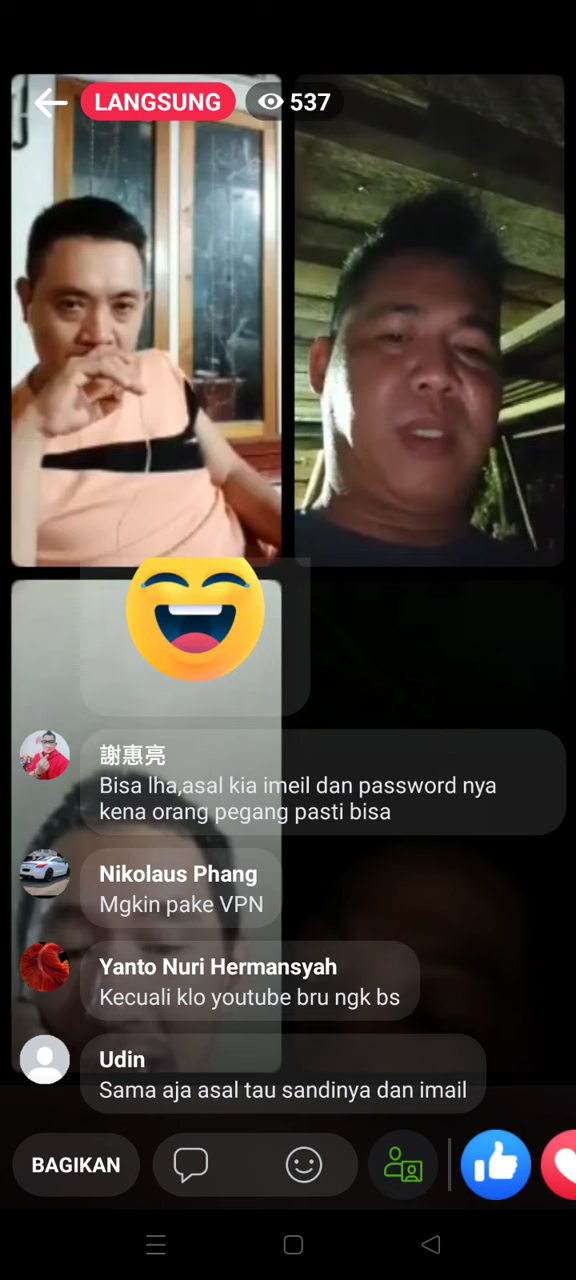 LANGSUNG 537
謝惠亮
Bisa lha,asal kia imeil dan password nya
kena orang pegang pasti bisa
Nikolaus Phang
Mgkin pake VPN
Yanto Nuri Hermansyah
Kecuali klo youtube bru ngk bs
Udin
Sama aja asal tau sandinya dan imail
BAGIKAN